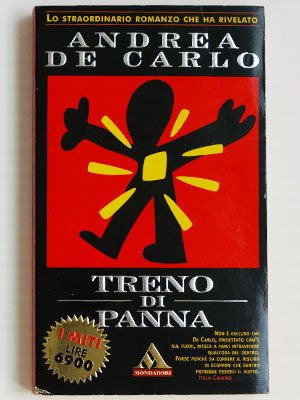 LO STRAORDINARIO ROMANZO CHE HA RIVELATO
ANDREA
DE CARLO
TRENO
DI
PANNA
I MITI
LIRE
6900
MONDADORI
NON È ESCLUSO CHE
DE CARLO, PROIETTATO COM'È
SUL FUORI, RIESCA A FARCI INTRAVEDERE
QUALCOSA DEL DENTRO.
FORSE PERCHÉ SA CORRERE IL RISCHIO
DI SCOPRIRE CHE DENTRO
POTREBBE ESSERCI IL VUOTO.
ITALO CALVINO